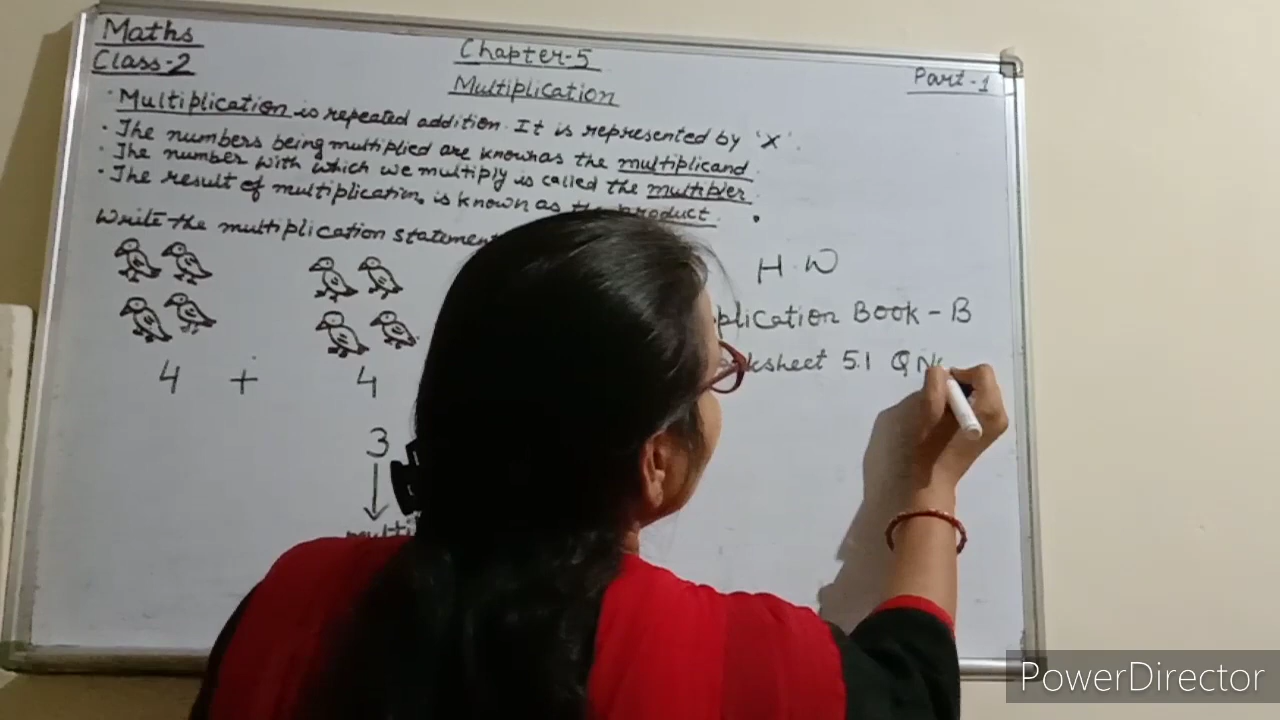 Maths
Class-2
Chapter-5
Multiplication
Part-1
· Multiplication is repeated addition. It is represented by 'X'.
· The numbers being multiplied are known as the multiplicand.
· The number with which we multiply is called the multipler.
· The result of multiplication is known as the product.
Write the multiplication statement
4 + 4
3
H.W
plication Book - B
ksheet 5.1 Q N
PowerDirector